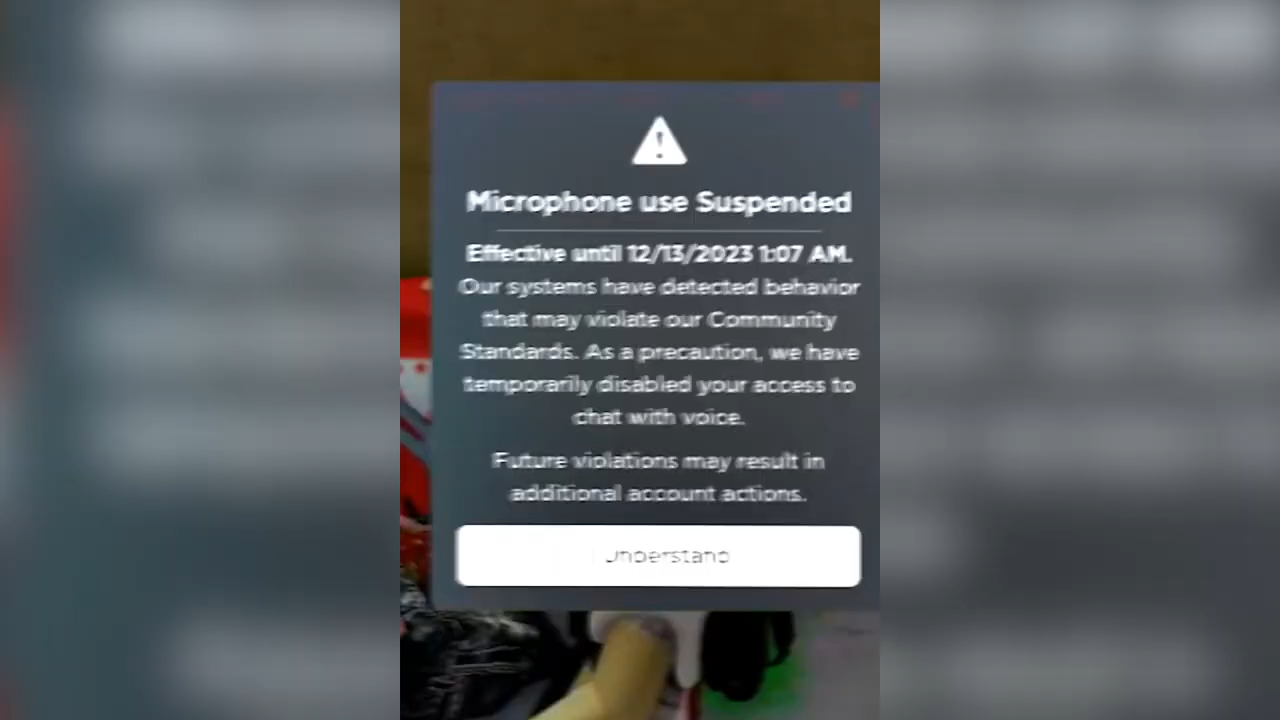 Microphone use Suspended
Effective until 12/13/2023 1:07 AM.
Our systems have detected behavior
that may violate our Community
Standards. As a precaution, we have
temporarily disabled your access to
chat with voice.
Future violations may result in
additional account actions.
I Understand